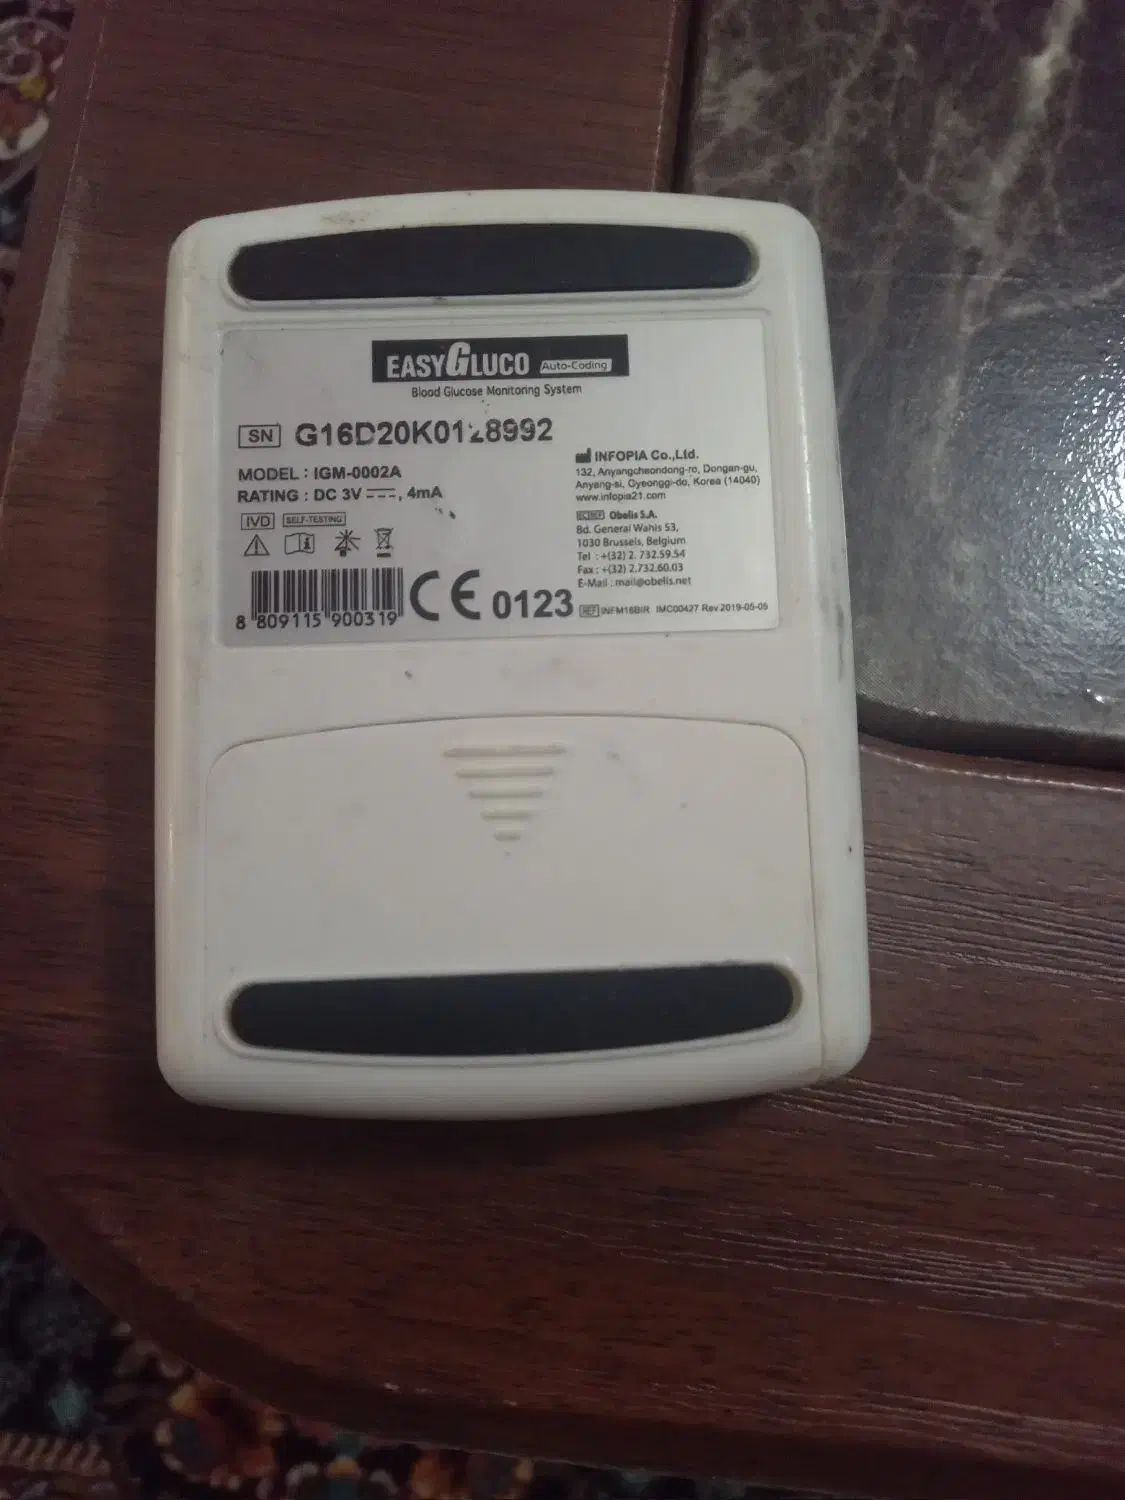 EASYGLUCO Auto-Coding
Blood Glucose Monitoring System
SN G16D20K0128992
MODEL : IGM-0002A
RATING : DC 3V, 4mA
IVD SELF-TESTING
8 809115 900319
CE 0123
INFOPIA Co.,Ltd.
132, Anyangcheondong-ro, Dongan-gu,
Anyang-si, Gyeonggi-do, Korea (14040)
www.infopia21.com
EC REP Obelis S.A.
Bd. General Wahis 53,
1030 Brussels, Belgium
Tel : +(32) 2. 732.59.54
Fax : +(32) 2.732.60.03
E-Mail : mail@obelis.net
REF INFM16BIR IMC00427 Rev 2019-05-05